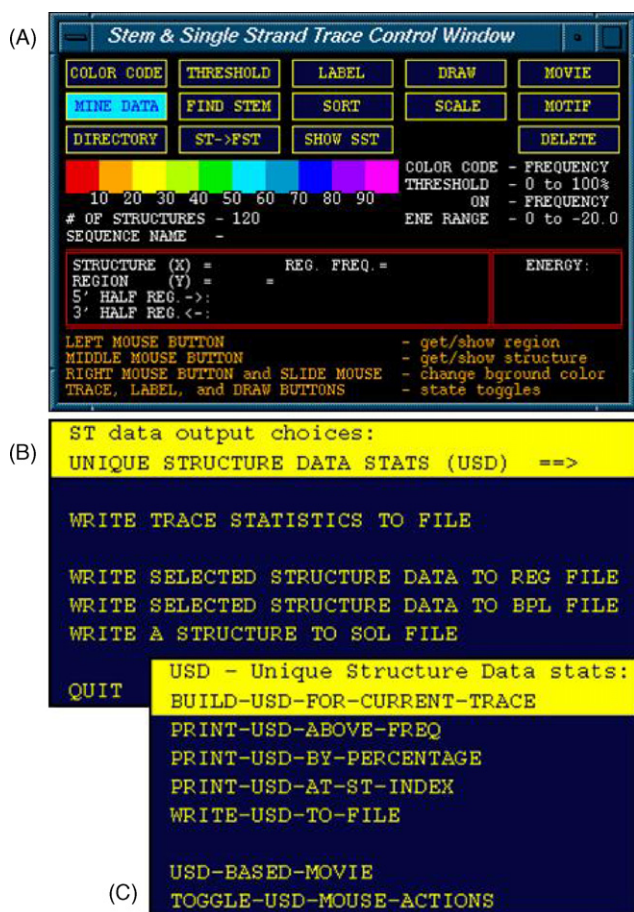 (A)
Stem & Single Strand Trace Control Window
COLOR CODE THRESHOLD LABEL DRAW MOVIE
MINE DATA FIND STEM SORT SCALE MOTIF
DIRECTORY ST->FST SHOW SST DELETE
10 20 30 40 50 60 70 80 90
COLOR CODE - FREQUENCY
THRESHOLD - 0 to 100%
ON - FREQUENCY
# OF STRUCTURES - 120 ENE RANGE - 0 to -20.0
SEQUENCE NAME -
STRUCTURE (X) = REG. FREQ.= ENERGY:
REGION (Y) = =
5' HALF REG.->:
3' HALF REG.<-:
LEFT MOUSE BUTTON - get/show region
MIDDLE MOUSE BUTTON - get/show structure
RIGHT MOUSE BUTTON and SLIDE MOUSE - change bground color
TRACE, LABEL, and DRAW BUTTONS - state toggles
(B)
ST data output choices:
UNIQUE STRUCTURE DATA STATS (USD) ==>
WRITE TRACE STATISTICS TO FILE
WRITE SELECTED STRUCTURE DATA TO REG FILE
WRITE SELECTED STRUCTURE DATA TO BPL FILE
WRITE A STRUCTURE TO SOL FILE
QUIT
(C)
USD - Unique Structure Data stats:
BUILD-USD-FOR-CURRENT-TRACE
PRINT-USD-ABOVE-FREQ
PRINT-USD-BY-PERCENTAGE
PRINT-USD-AT-ST-INDEX
WRITE-USD-TO-FILE
USD-BASED-MOVIE
TOGGLE-USD-MOUSE-ACTIONS